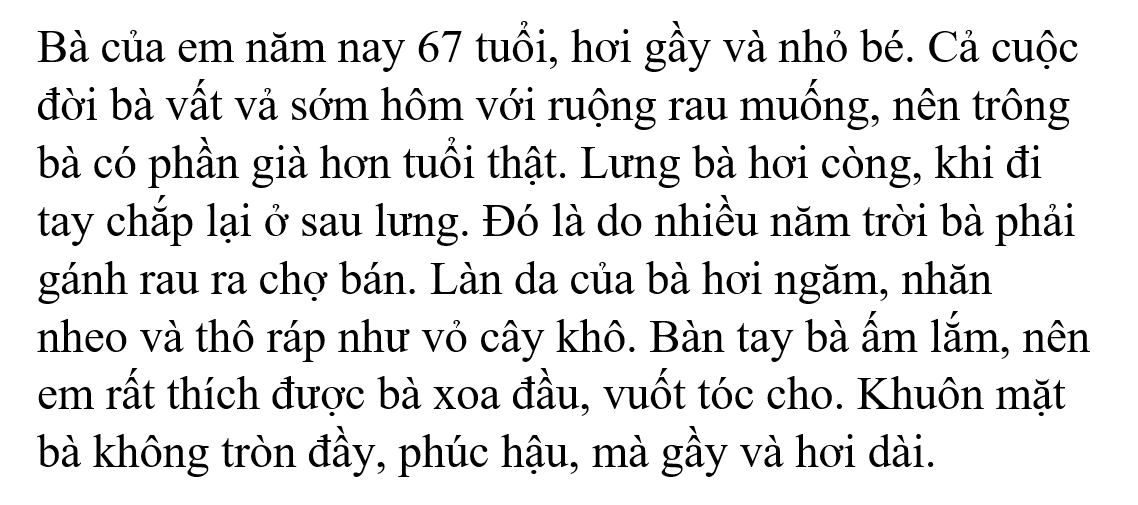 Bà của em năm nay 67 tuổi, hơi gầy và nhỏ bé. Cả cuộc
đời bà vất vả sớm hôm với ruộng rau muống, nên trông
bà có phần già hơn tuổi thật. Lưng bà hơi còng, khi đi
tay chắp lại ở sau lưng. Đó là do nhiều năm trời bà phải
gánh rau ra chợ bán. Làn da của bà hơi ngăm, nhăn
nheo và thô ráp như vỏ cây khô. Bàn tay bà ấm lắm, nên
em rất thích được bà xoa đầu, vuốt tóc cho. Khuôn mặt
bà không tròn đầy, phúc hậu, mà gầy và hơi dài.